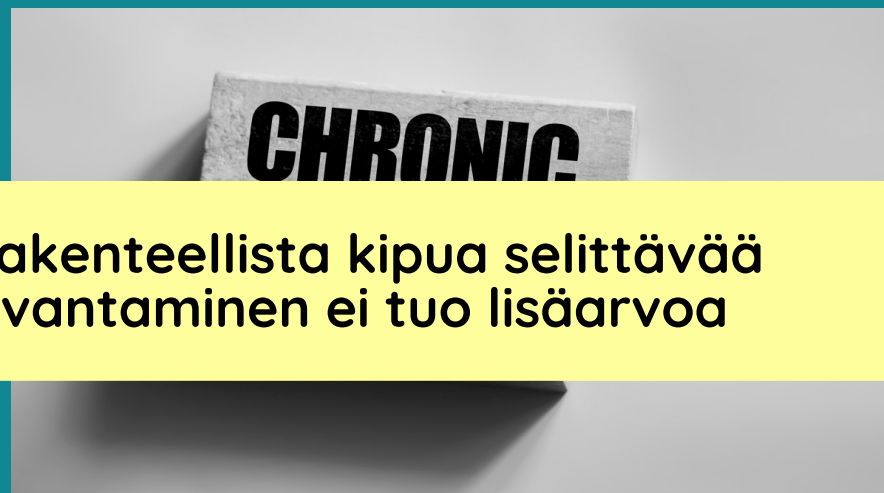 CHRONIC
akenteellista kipua selittävää
vantaminen ei tuo lisäarvoa